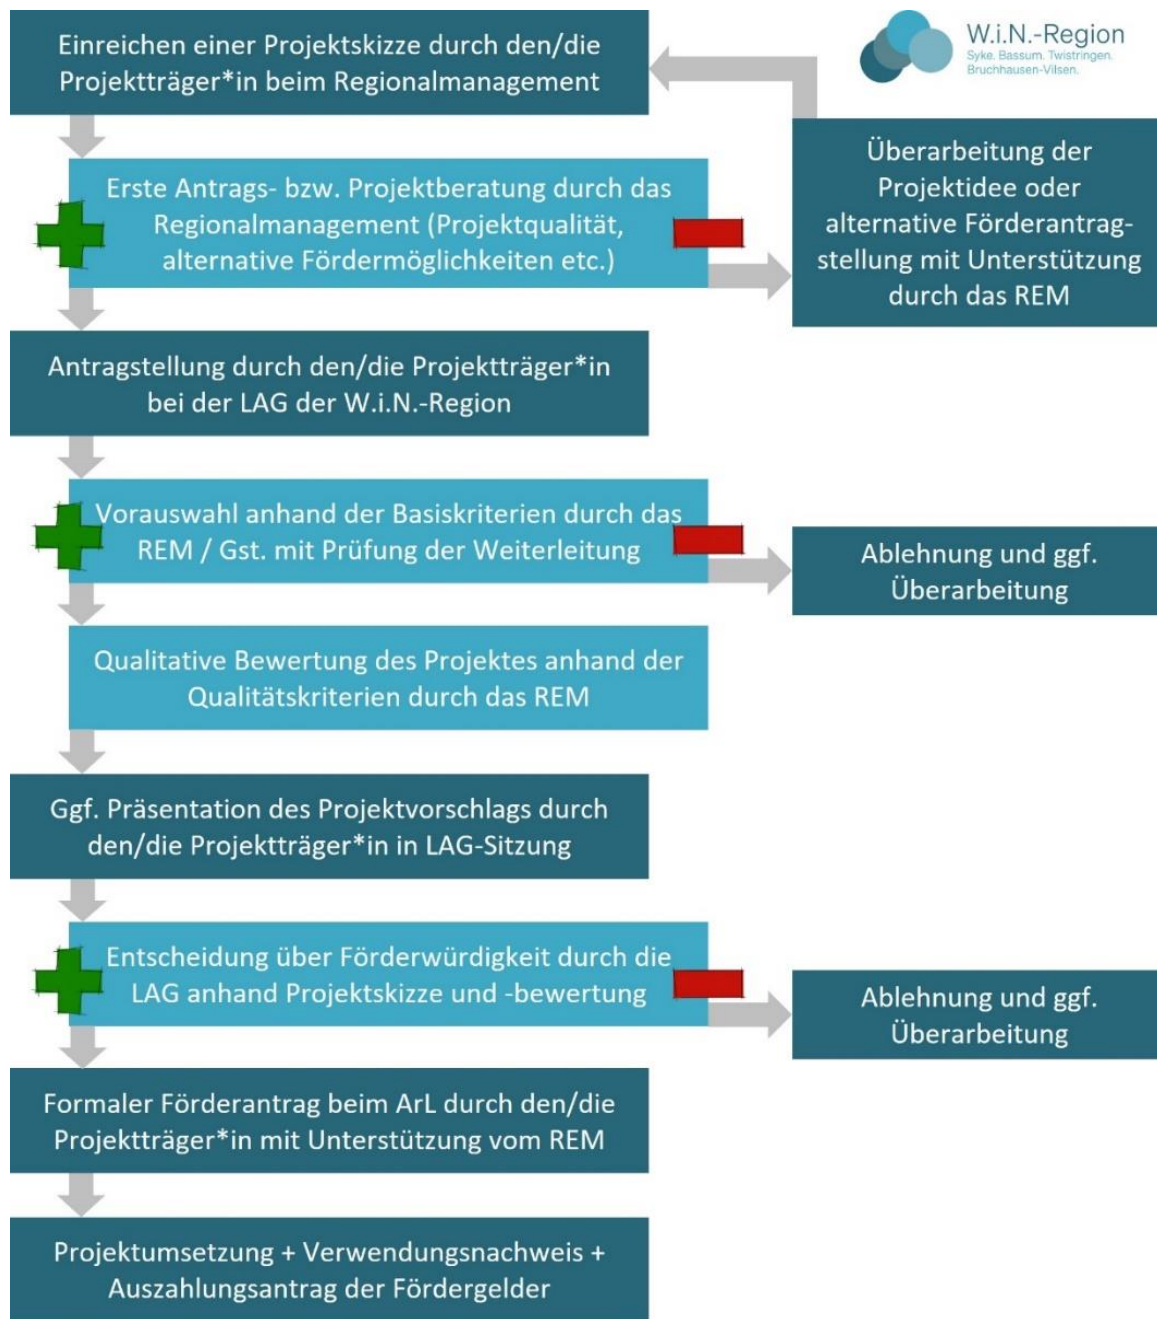 Einreichen einer Projektskizze durch den/die
Projektträger*in beim Regionalmanagement
W.i.N.-Region
Syke. Bassum. Twistringen.
Bruchhausen-Vilsen.
Überarbeitung der
Projektidee oder
alternative Förderantrag-
stellung mit Unterstützung
durch das REM
Erste Antrags- bzw. Projektberatung durch das
Regionalmanagement (Projektqualität,
alternative Fördermöglichkeiten etc.)
Antragstellung durch den/die Projektträger*in
bei der LAG der W.i.N.-Region
Vorauswahl anhand der Basiskriterien durch das
REM / Gst. mit Prüfung der Weiterleitung
Ablehnung und ggf.
Überarbeitung
Qualitative Bewertung des Projektes anhand der
Qualitätskriterien durch das REM
Ggf. Präsentation des Projektvorschlags durch
den/die Projektträger*in in LAG-Sitzung
Entscheidung über Förderwürdigkeit durch die
LAG anhand Projektskizze und -bewertung
Ablehnung und ggf.
Überarbeitung
Formaler Förderantrag beim ArL durch den/die
Projektträger*in mit Unterstützung vom REM
Projektumsetzung + Verwendungsnachweis +
Auszahlungsantrag der Fördergelder